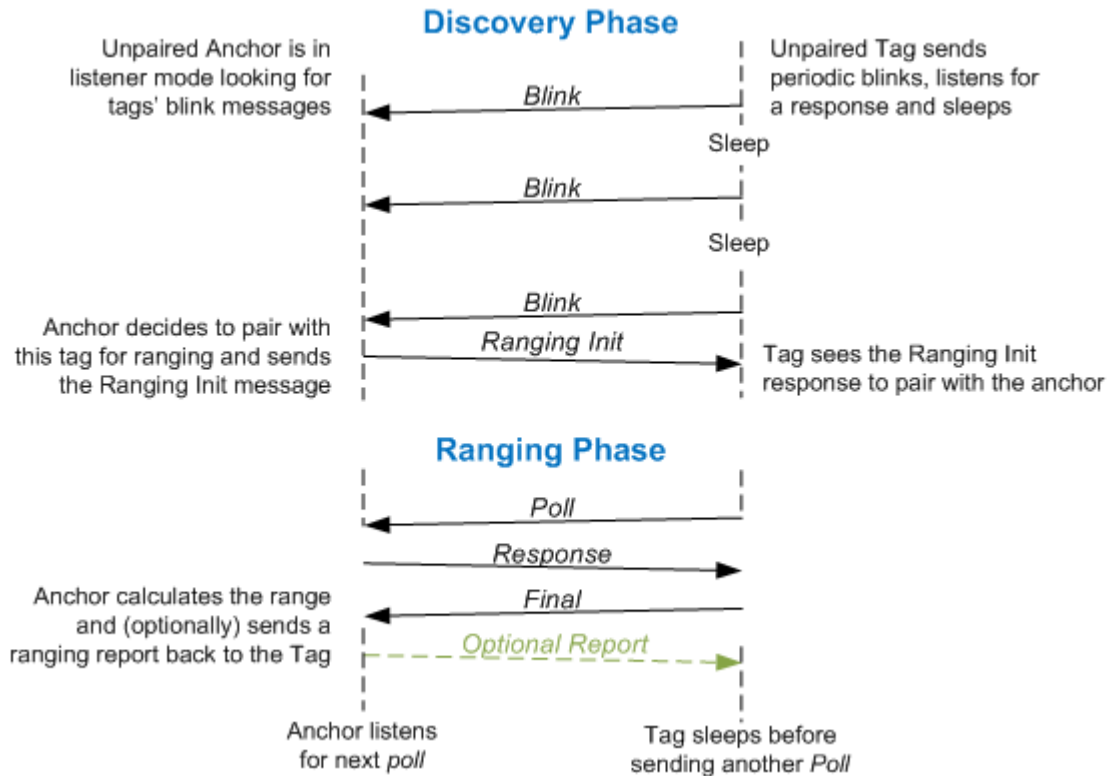 Discovery Phase
Unpaired Anchor is in
listener mode looking for
tags’ blink messages
Unpaired Tag sends
periodic blinks, listens for
a response and sleeps
Blink
Sleep
Blink
Sleep
Blink
Anchor decides to pair with
this tag for ranging and sends
the Ranging Init message
Ranging Init
Tag sees the Ranging Init
response to pair with the anchor
Ranging Phase
Poll
Response
Final
Anchor calculates the range
and (optionally) sends a
ranging report back to the Tag
Optional Report
Anchor listens
for next poll
Tag sleeps before
sending another Poll